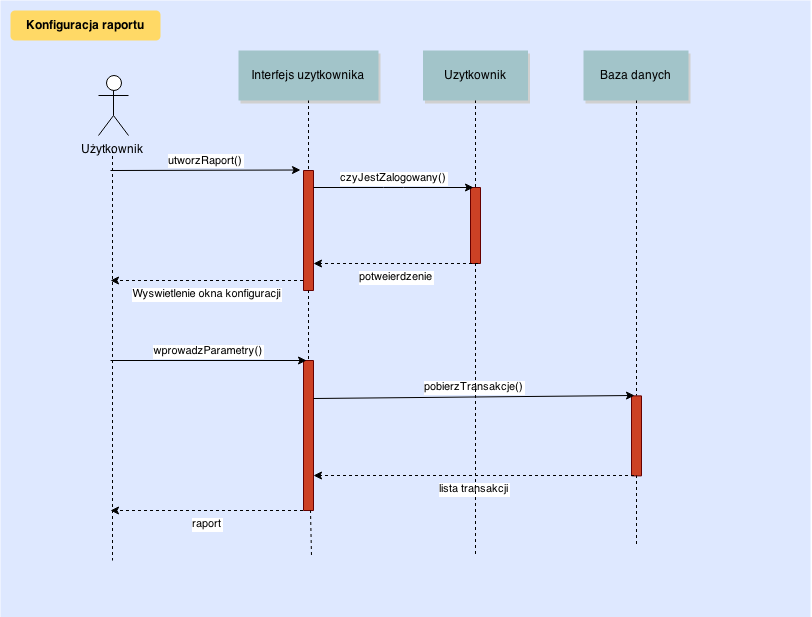 Konfiguracja raportu
Interfejs uzytkownika
Uzytkownik
Baza danych
Użytkownik
utworzRaport()
czyJestZalogowany()
potweierdzenie
Wyswietlenie okna konfiguracji
wprowadzParametry()
pobierzTransakcje()
lista transakcji
raport